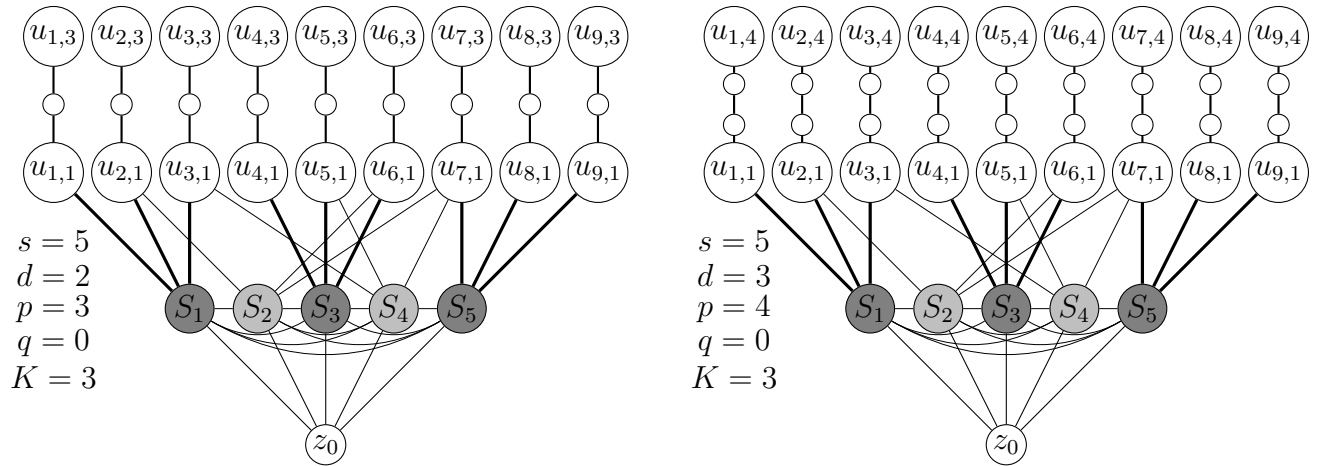 u1,3 u2,3 u3,3 u4,3 u5,3 u6,3 u7,3 u8,3 u9,3
u1,1 u2,1 u3,1 u4,1 u5,1 u6,1 u7,1 u8,1 u9,1
s = 5
d = 2
p = 3
q = 0
K = 3
S1 S2 S3 S4 S5
z0
u1,4 u2,4 u3,4 u4,4 u5,4 u6,4 u7,4 u8,4 u9,4
u1,1 u2,1 u3,1 u4,1 u5,1 u6,1 u7,1 u8,1 u9,1
s = 5
d = 3
p = 4
q = 0
K = 3
S1 S2 S3 S4 S5
z0